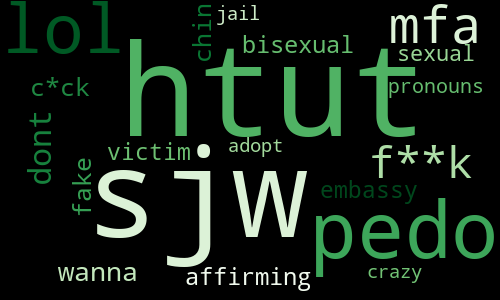 lol
chin
jail
mfa
bisexual
sexual
htut
c*ck
pronouns
dont
victim
adopt
f**k
fake
sjw
embassy
pedo
wanna
affirming
crazy